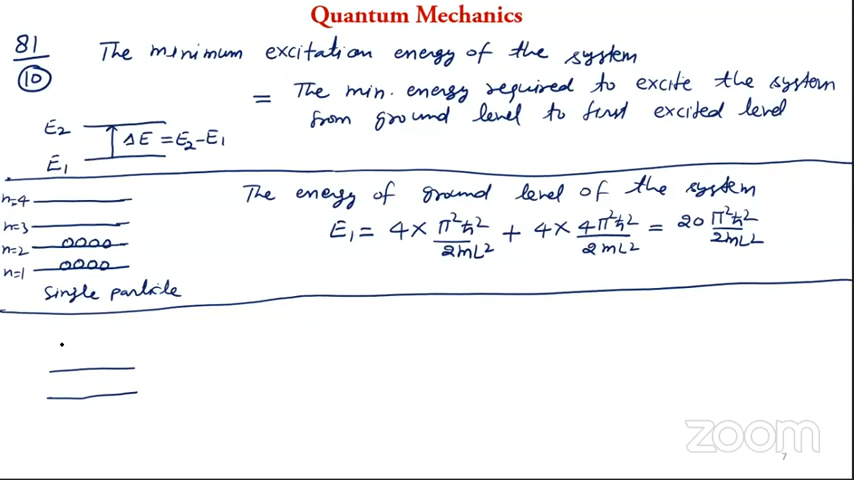 Quantum Mechanics
81
10
The minimum excitation energy of the system
= The min. energy required to excite the system
from ground level to first excited level
E₂
ΔE = E₂-E₁
E₁
n=4
n=3
n=2
n=1
single particle
The energy of ground level of the system
E₁ = 4 × π²ħ²/2mL² + 4 × 4π²ħ²/2mL² = 20 π²ħ²/2mL²
zoom
7